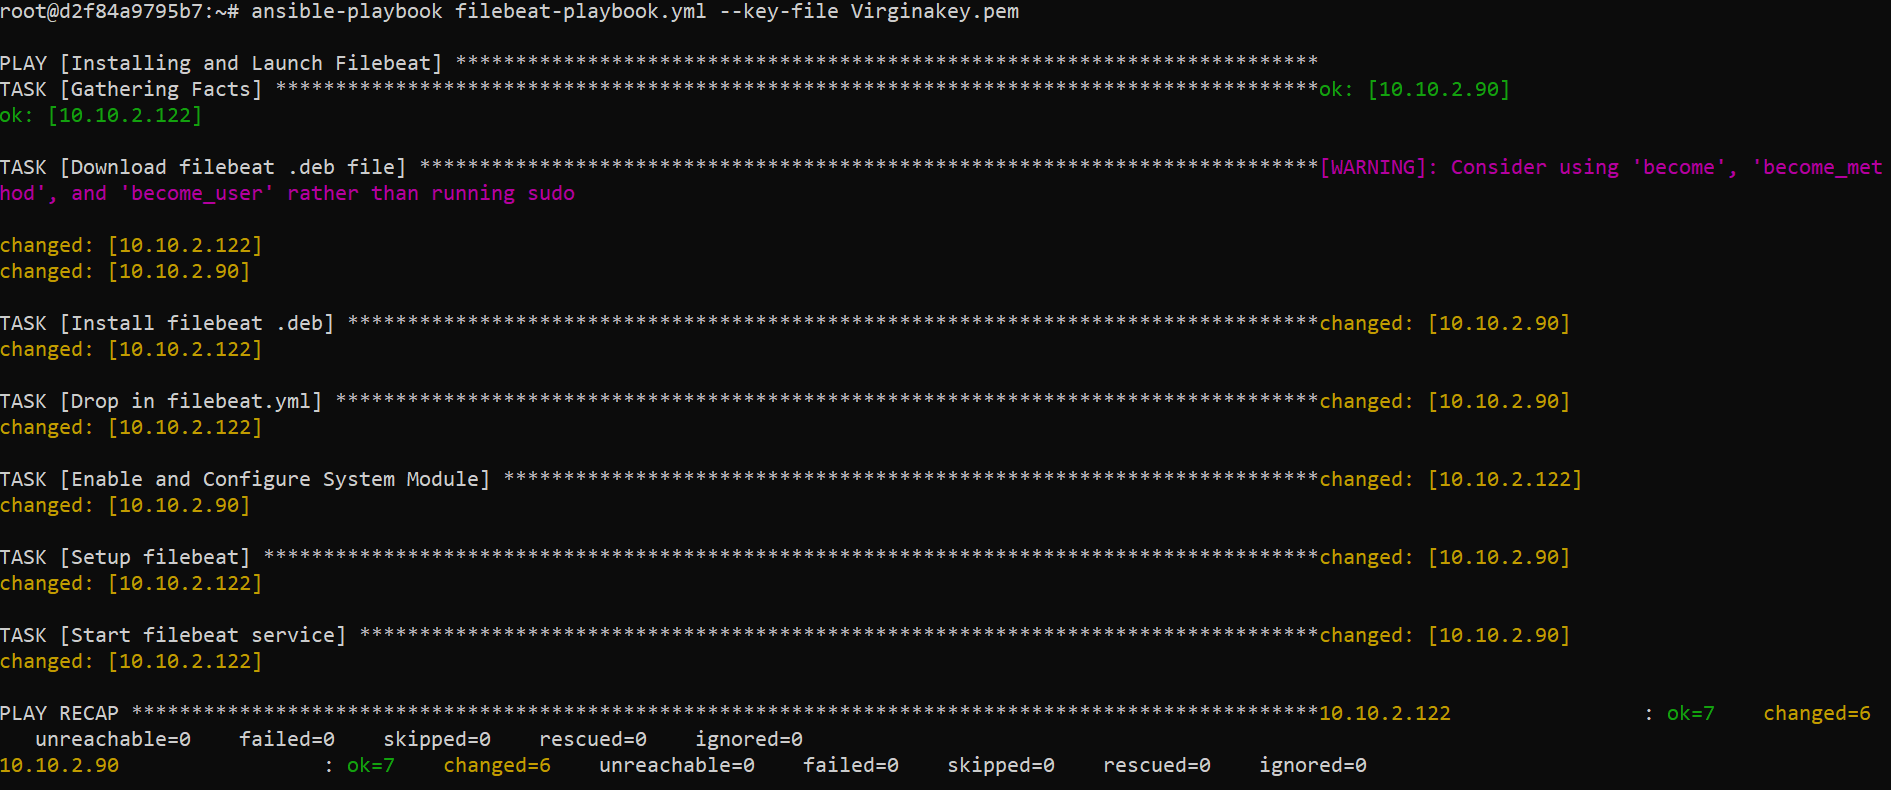 root@d2f84a9795b7:~# ansible-playbook filebeat-playbook.yml --key-file Virginakey.pem
PLAY [Installing and Launch Filebeat] ************************************************************************
TASK [Gathering Facts] ***************************************************************************************ok: [10.10.2.90]
ok: [10.10.2.122]
TASK [Download filebeat .deb file] ***************************************************************************[WARNING]: Consider using 'become', 'become_met
hod', and 'become_user' rather than running sudo
changed: [10.10.2.122]
changed: [10.10.2.90]
TASK [Install filebeat .deb] *********************************************************************************changed: [10.10.2.90]
changed: [10.10.2.122]
TASK [Drop in filebeat.yml] **********************************************************************************changed: [10.10.2.90]
changed: [10.10.2.122]
TASK [Enable and Configure System Module] ********************************************************************changed: [10.10.2.122]
changed: [10.10.2.90]
TASK [Setup filebeat] ****************************************************************************************changed: [10.10.2.90]
changed: [10.10.2.122]
TASK [Start filebeat service] ********************************************************************************changed: [10.10.2.90]
changed: [10.10.2.122]
PLAY RECAP ***************************************************************************************************10.10.2.122                : ok=7    changed=6
   unreachable=0    failed=0    skipped=0    rescued=0    ignored=0
10.10.2.90                 : ok=7    changed=6    unreachable=0    failed=0    skipped=0    rescued=0    ignored=0